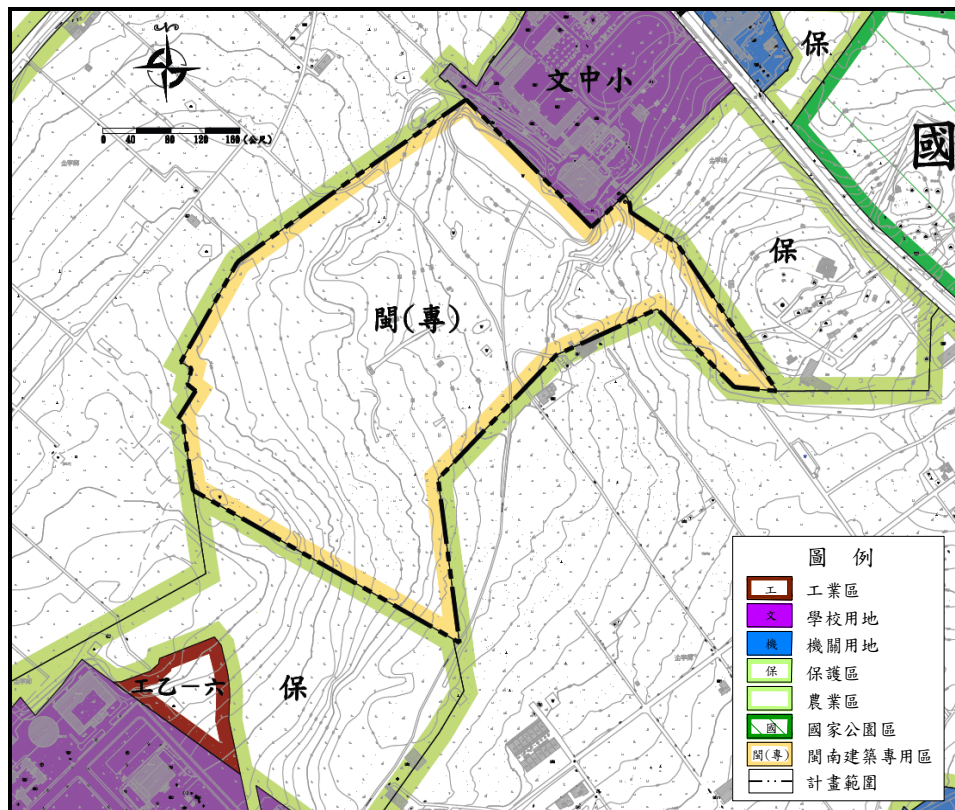 保
文中小
0 40 80 120 160 (公尺)
國
保
閩(專)
工乙一六
保
圖 例
工 工業區
文 學校用地
機 機關用地
保 保護區
農業區
國 國家公園區
閩(專) 閩南建築專用區
計畫範圍